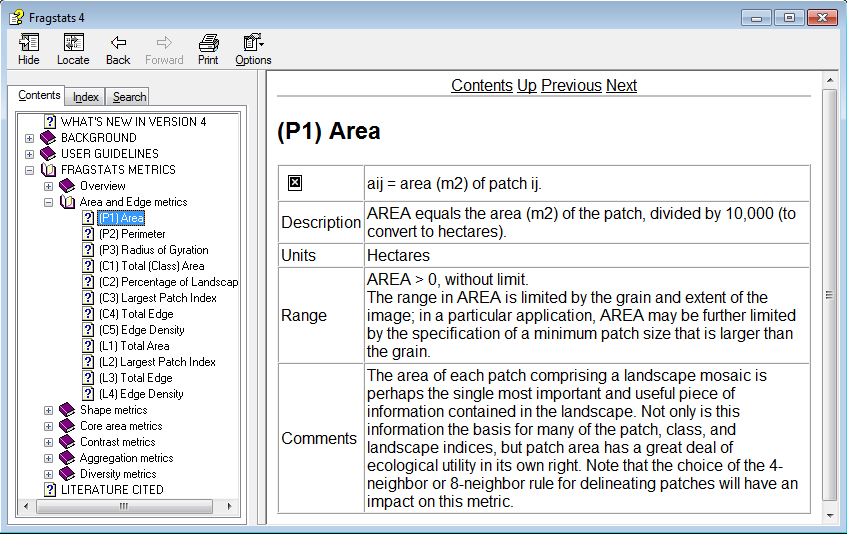 Fragstats 4
Hide Locate Back Forward Print Options
Contents Index Search
WHAT'S NEW IN VERSION 4
BACKGROUND
USER GUIDELINES
FRAGSTATS METRICS
Overview
Area and Edge metrics
(P1) Area
(P2) Perimeter
(P3) Radius of Gyration
(C1) Total (Class) Area
(C2) Percentage of Landscap
(C3) Largest Patch Index
(C4) Total Edge
(C5) Edge Density
(L1) Total Area
(L2) Largest Patch Index
(L3) Total Edge
(L4) Edge Density
Shape metrics
Core area metrics
Contrast metrics
Aggregation metrics
Diversity metrics
LITERATURE CITED
Contents Up Previous Next
(P1) Area
aij = area (m2) of patch ij.
Description
AREA equals the area (m2) of the patch, divided by 10,000 (to
convert to hectares).
Units
Hectares
Range
AREA > 0, without limit.
The range in AREA is limited by the grain and extent of the
image; in a particular application, AREA may be further limited
by the specification of a minimum patch size that is larger than
the grain.
Comments
The area of each patch comprising a landscape mosaic is
perhaps the single most important and useful piece of
information contained in the landscape. Not only is this
information the basis for many of the patch, class, and
landscape indices, but patch area has a great deal of
ecological utility in its own right. Note that the choice of the 4-
neighbor or 8-neighbor rule for delineating patches will have an
impact on this metric.